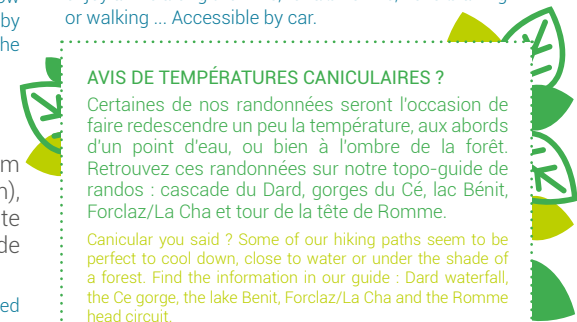 by
he
or walking ... Accessible by car.
AVIS DE TEMPÉRATURES CANICULAIRES ?
Certaines de nos randonnées seront l'occasion de
faire redescendre un peu la température, aux abords
d'un point d'eau, ou bien à l'ombre de la forêt.
Retrouvez ces randonnées sur notre topo-guide de
randos : cascade du Dard, gorges du Cé, lac Bénit,
Forclaz/La Cha et tour de la tête de Romme.
Canicular you said ? Some of our hiking paths seem to be
perfect to cool down, close to water or under the shade of
a forest. Find the information in our guide : Dard waterfall,
the Ce gorge, the lake Benit, Forclaz/La Cha and the Romme
head circuit.
m
n),
te
de
ed